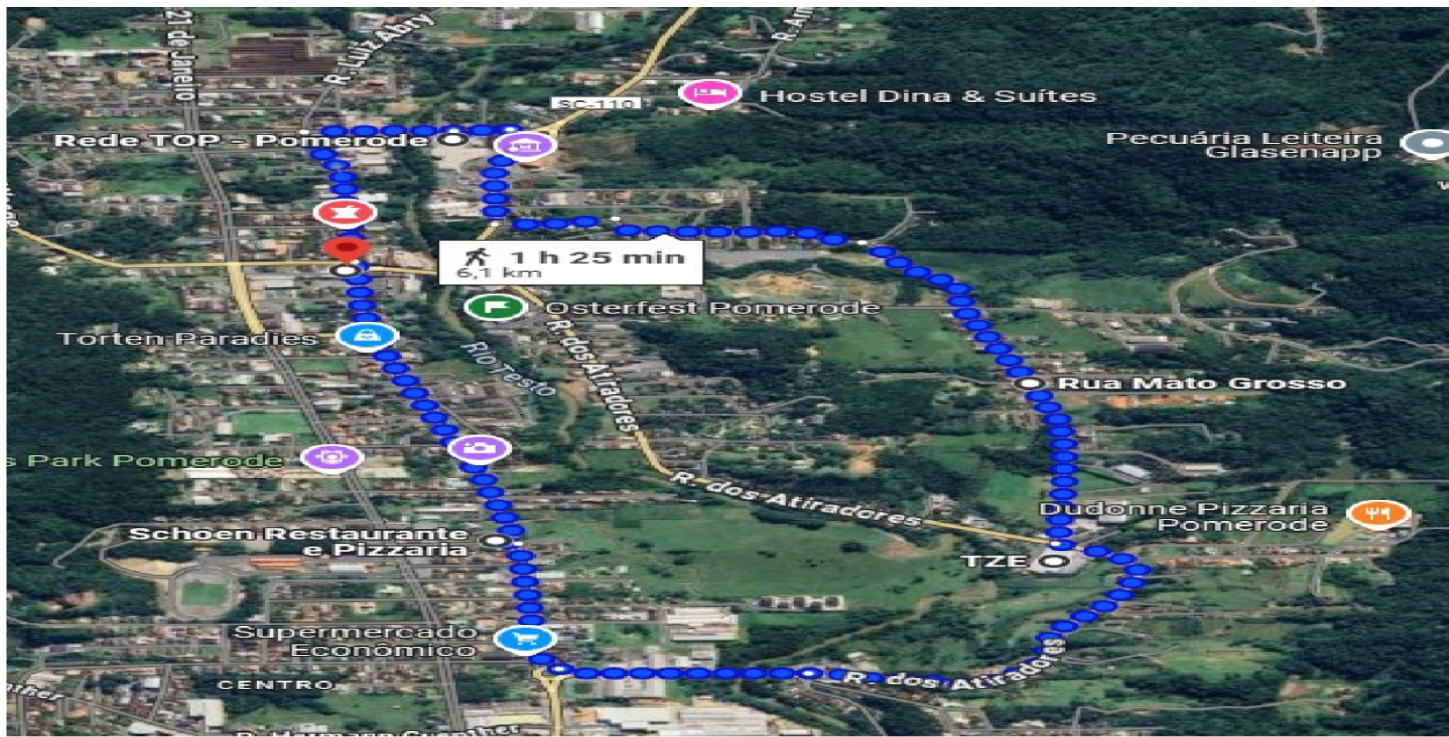 21 de Janeiro
R. Luiz Abry
SC-110
Hostel Dina & Suítes
Rede TOP - Pomerode
Pecuária Leiteira
Glasenapp
1 h 25 min
6,1 km
Osterfest Pomerode
Torten Paradies
Rio Testo
R. dos Atiradores
Rua Mato Grosso
s Park Pomerode
R. dos Atiradores
Dudonne Pizzaria
Pomerode
Schoen Restaurante
e Pizzaria
TZE
Supermercado
Econômico
R. dos Atiradores
CENTRO